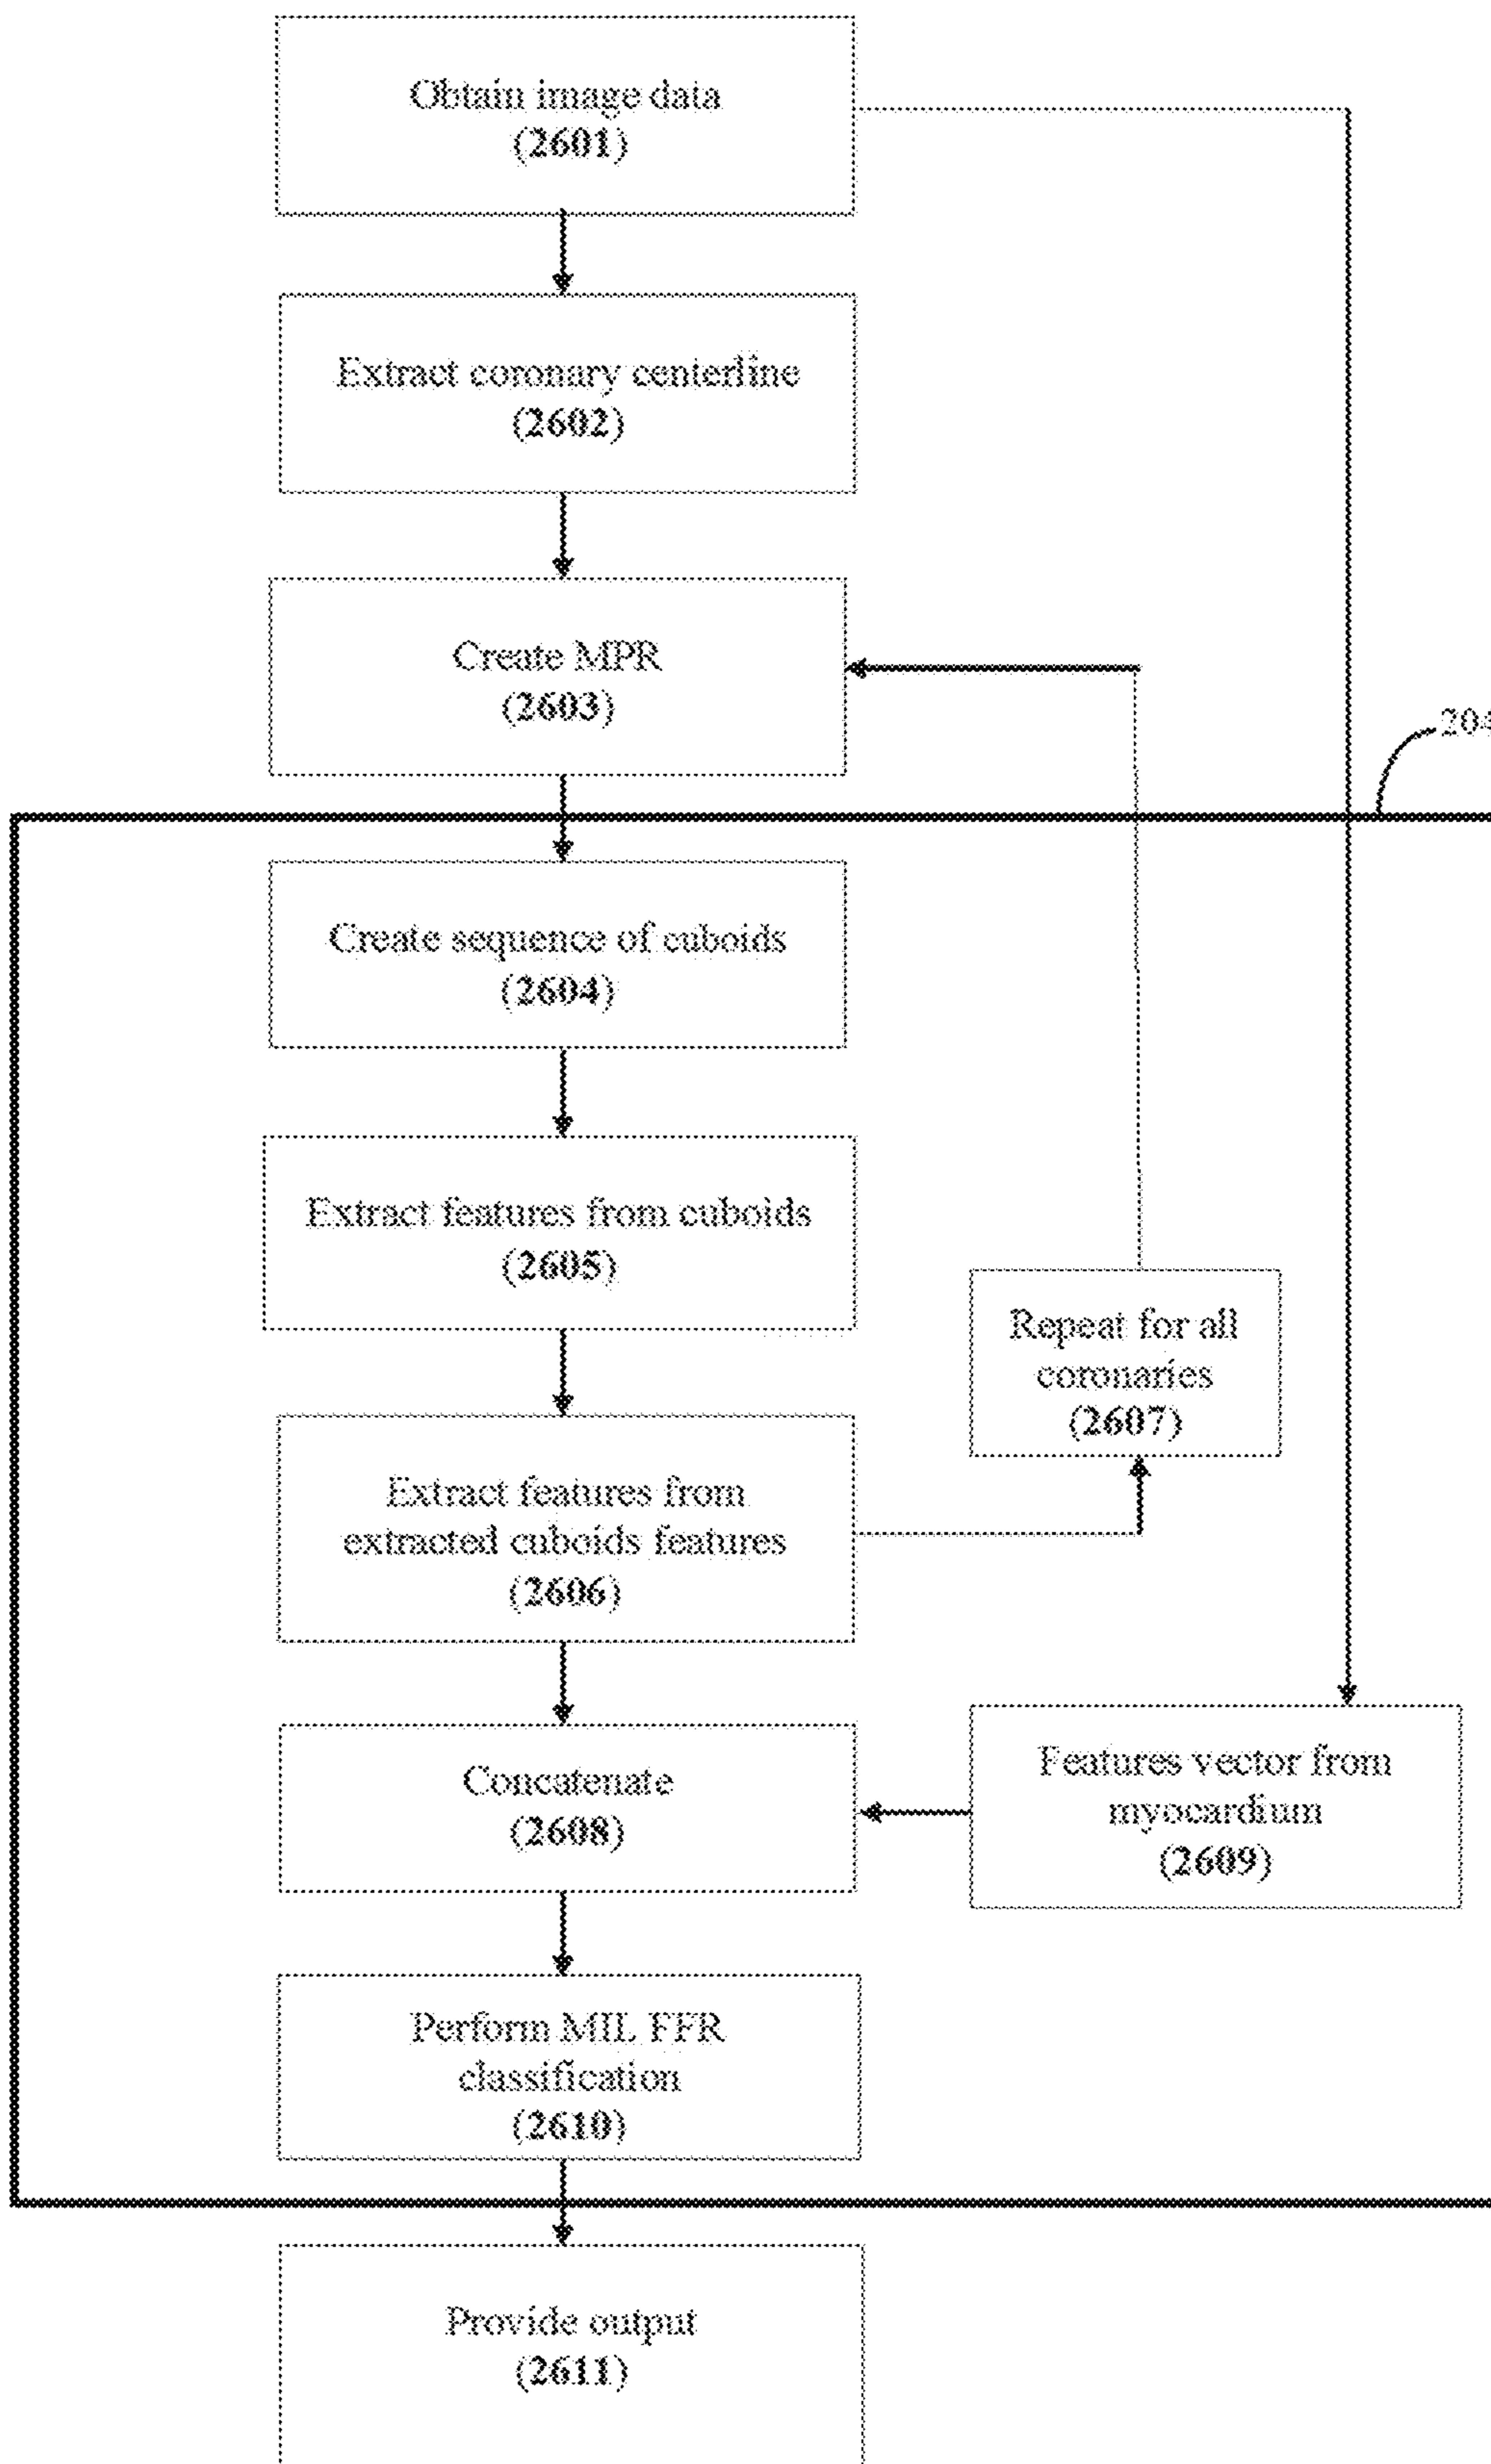 Obtain image data
(2601)
Extract coronary centerline
(2602)
Create MPR
(2603)
204
Create sequence of cuboids
(2604)
Extract features from cuboids
(2605)
Repeat for all
coronaries
(2607)
Extract features from
extracted cuboids features
(2606)
Concatenate
(2608)
Features vector from
myocardium
(2609)
Perform MIL FFR
classification
(2610)
Provide output
(2611)